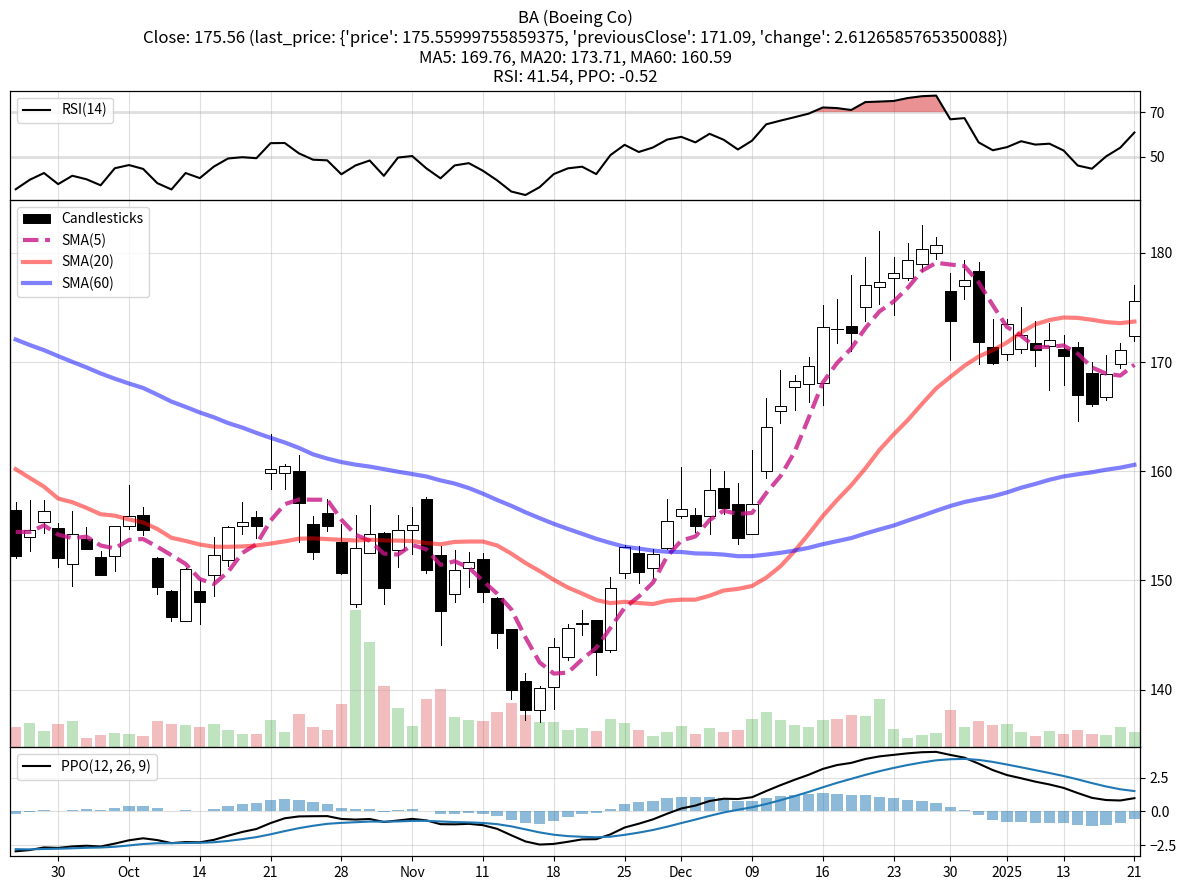 BA (Boeing Co)
Close: 175.56 (last_price: {'price': 175.55999755859375, 'previousClose': 171.09, 'change': 2.6126585765350088})
MA5: 169.76, MA20: 173.71, MA60: 160.59
RSI: 41.54, PPO: -0.52
RSI(14)
70
50
Candlesticks
SMA(5)
SMA(20)
SMA(60)
180
170
160
150
140
PPO(12, 26, 9)
2.5
0.0
−2.5
30 Oct 14 21 28 Nov 11 18 25 Dec 09 16 23 30 2025 13 21